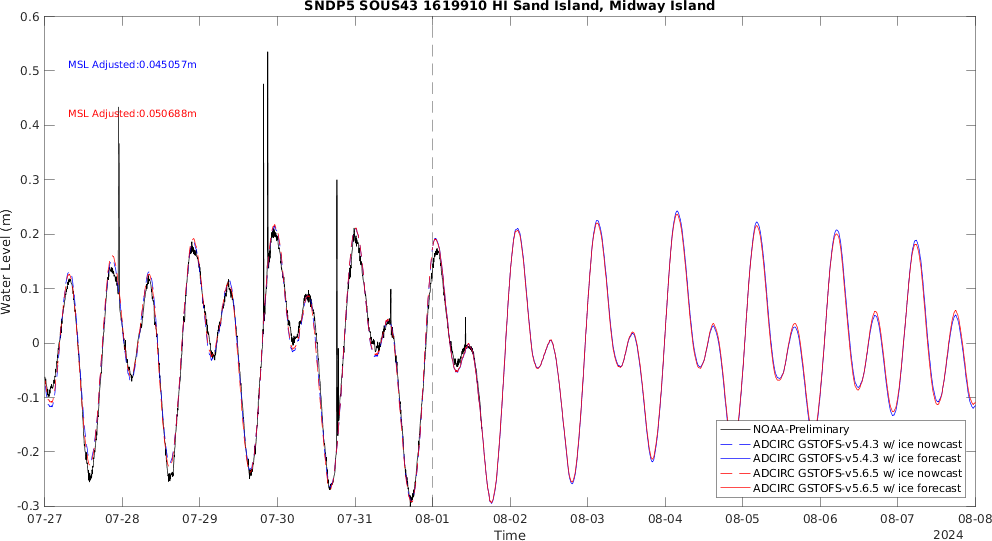 SNDP5 SOUS43 1619910 HI Sand Island, Midway Island
0.6
0.5
0.4
0.3
0.2
0.1
0
-0.1
-0.2
-0.3
Water Level (m)
MSL Adjusted:0.045057m
MSL Adjusted:0.050688m
NOAA-Preliminary
ADCIRC GSTOFS-v5.4.3 w/ ice nowcast
ADCIRC GSTOFS-v5.4.3 w/ ice forecast
ADCIRC GSTOFS-v5.6.5 w/ ice nowcast
ADCIRC GSTOFS-v5.6.5 w/ ice forecast
07-27 07-28 07-29 07-30 07-31 08-01 08-02 08-03 08-04 08-05 08-06 08-07 08-08
Time
2024